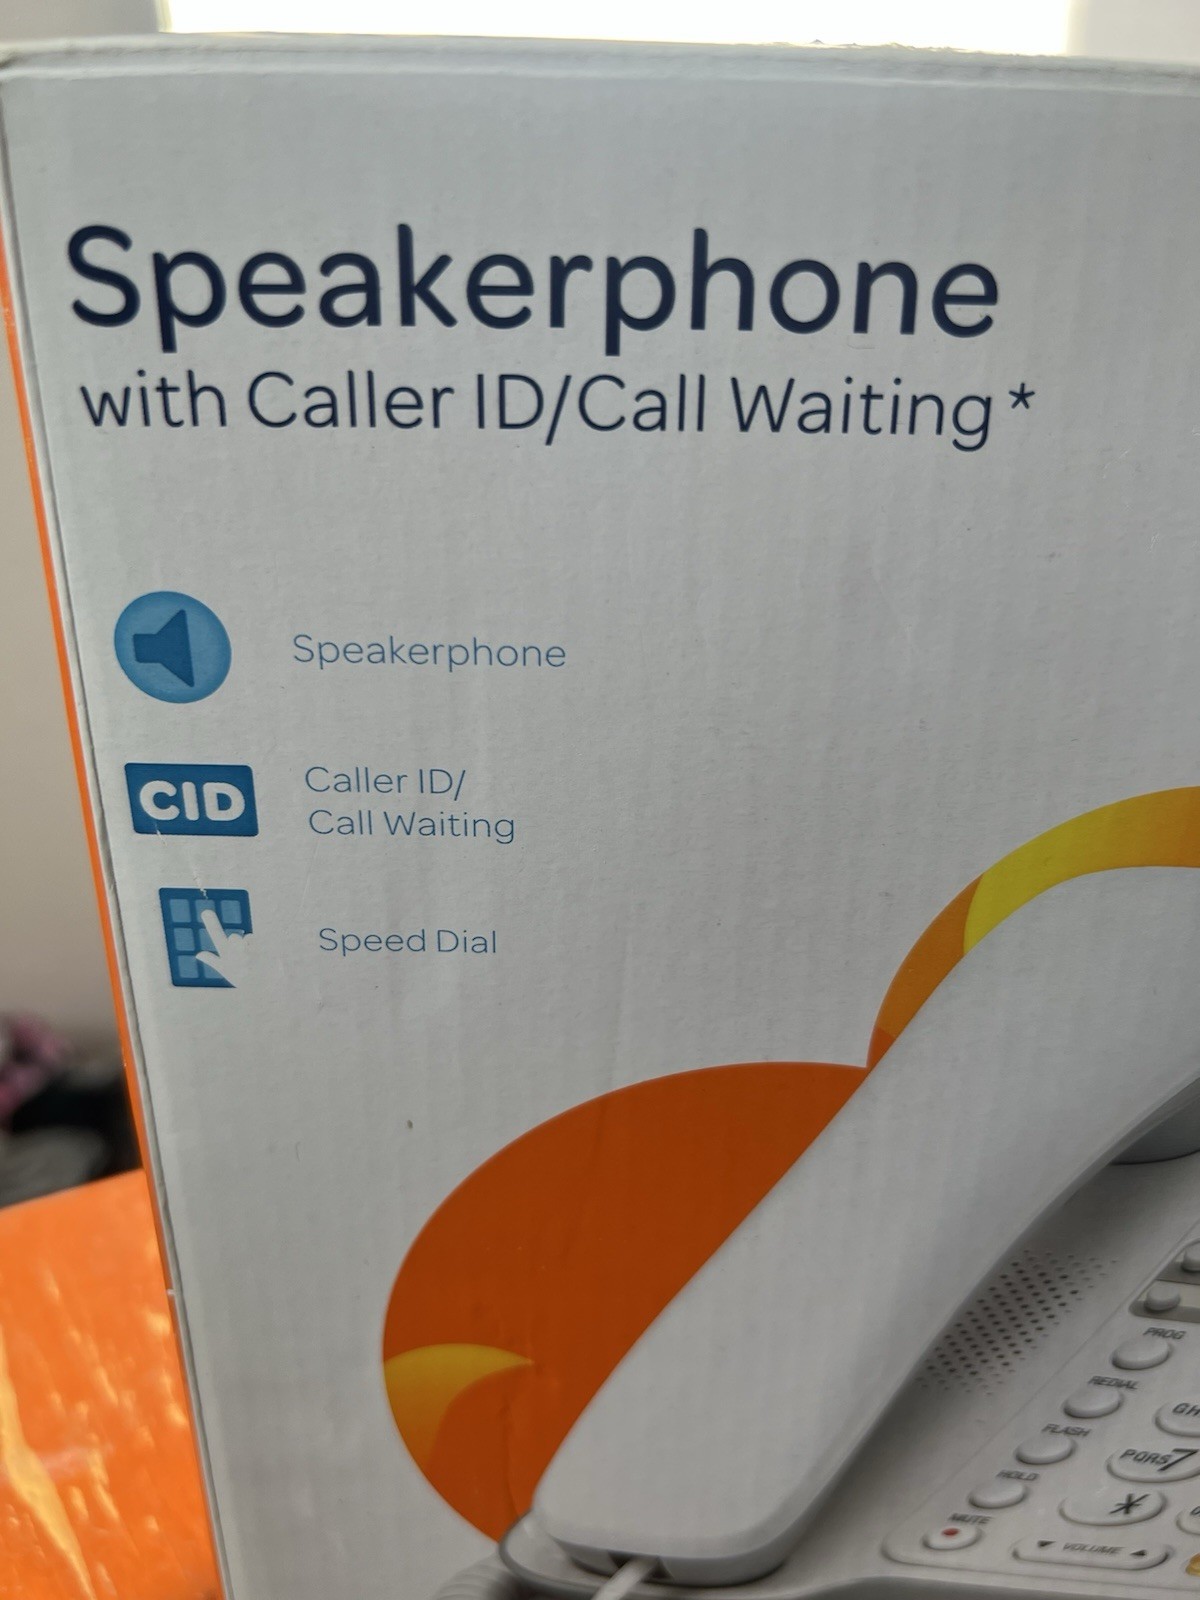 Speakerphone
with Caller ID/Call Waiting*
Speakerphone
CID
Caller ID/
Call Waiting
Speed Dial
PROG
REDIAL
GH
FLASH
PQRS7
HOLD
*
MUTE
VOLUME